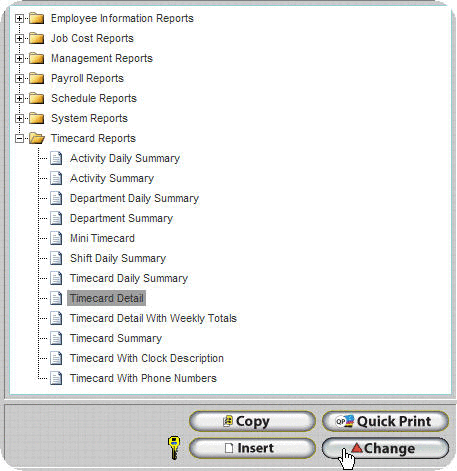 Employee Information Reports
Job Cost Reports
Management Reports
Payroll Reports
Schedule Reports
System Reports
Timecard Reports
Activity Daily Summary
Activity Summary
Department Daily Summary
Department Summary
Mini Timecard
Shift Daily Summary
Timecard Daily Summary
Timecard Detail
Timecard Detail With Weekly Totals
Timecard Summary
Timecard With Clock Description
Timecard With Phone Numbers
Copy
QP Quick Print
Insert
Change